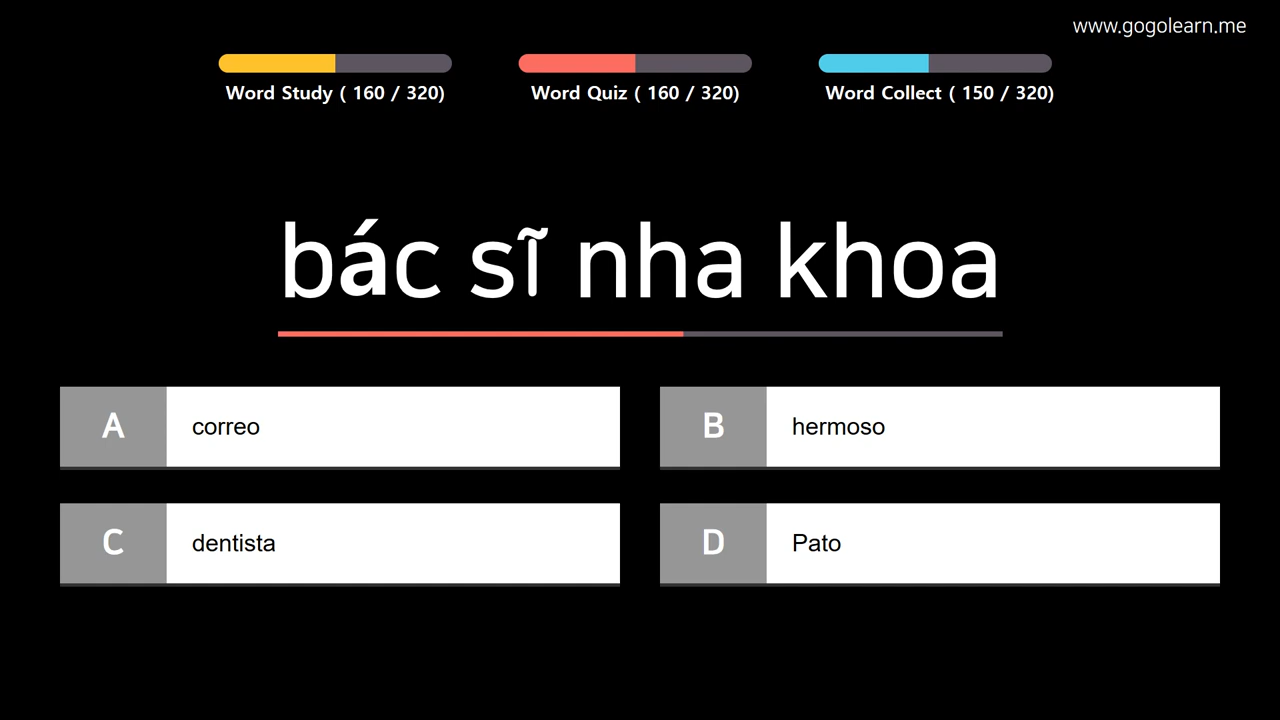 www.gogolearn.me
Word Study ( 160 / 320)
Word Quiz ( 160 / 320)
Word Collect ( 150 / 320)
bác sĩ nha khoa
A correo
B hermoso
C dentista
D Pato